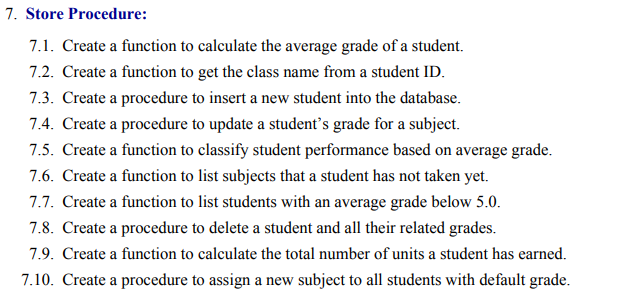 7. Store Procedure:
7.1. Create a function to calculate the average grade of a student.
7.2. Create a function to get the class name from a student ID.
7.3. Create a procedure to insert a new student into the database.
7.4. Create a procedure to update a student’s grade for a subject.
7.5. Create a function to classify student performance based on average grade.
7.6. Create a function to list subjects that a student has not taken yet.
7.7. Create a function to list students with an average grade below 5.0.
7.8. Create a procedure to delete a student and all their related grades.
7.9. Create a function to calculate the total number of units a student has earned.
7.10. Create a procedure to assign a new subject to all students with default grade.